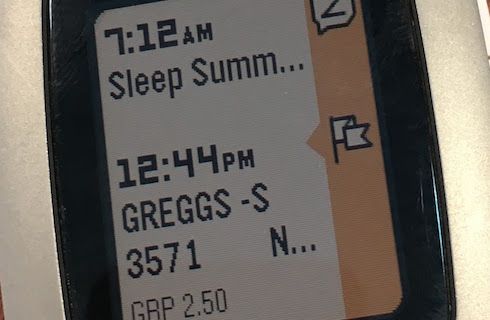 7:12AM
Sleep Summ...
12:44PM
GREGGS -S
3571 N...
GBP 2.50